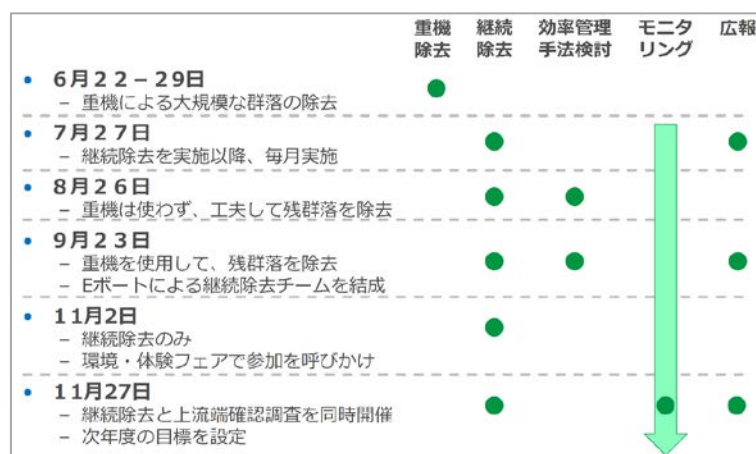 重機 継続 効率管理 モニタ 広報
除去 除去 手法検討 リング
• 6月22－29日
– 重機による大規模な群落の除去
• 7月27日
– 継続除去を実施以降、毎月実施
• 8月26日
– 重機は使わず、工夫して残群落を除去
• 9月23日
– 重機を使用して、残群落を除去
– Eボートによる継続除去チームを結成
• 11月2日
– 継続除去のみ
– 環境・体験フェアで参加を呼びかけ
• 11月27日
– 継続除去と上流端確認調査を同時開催
– 次年度の目標を設定